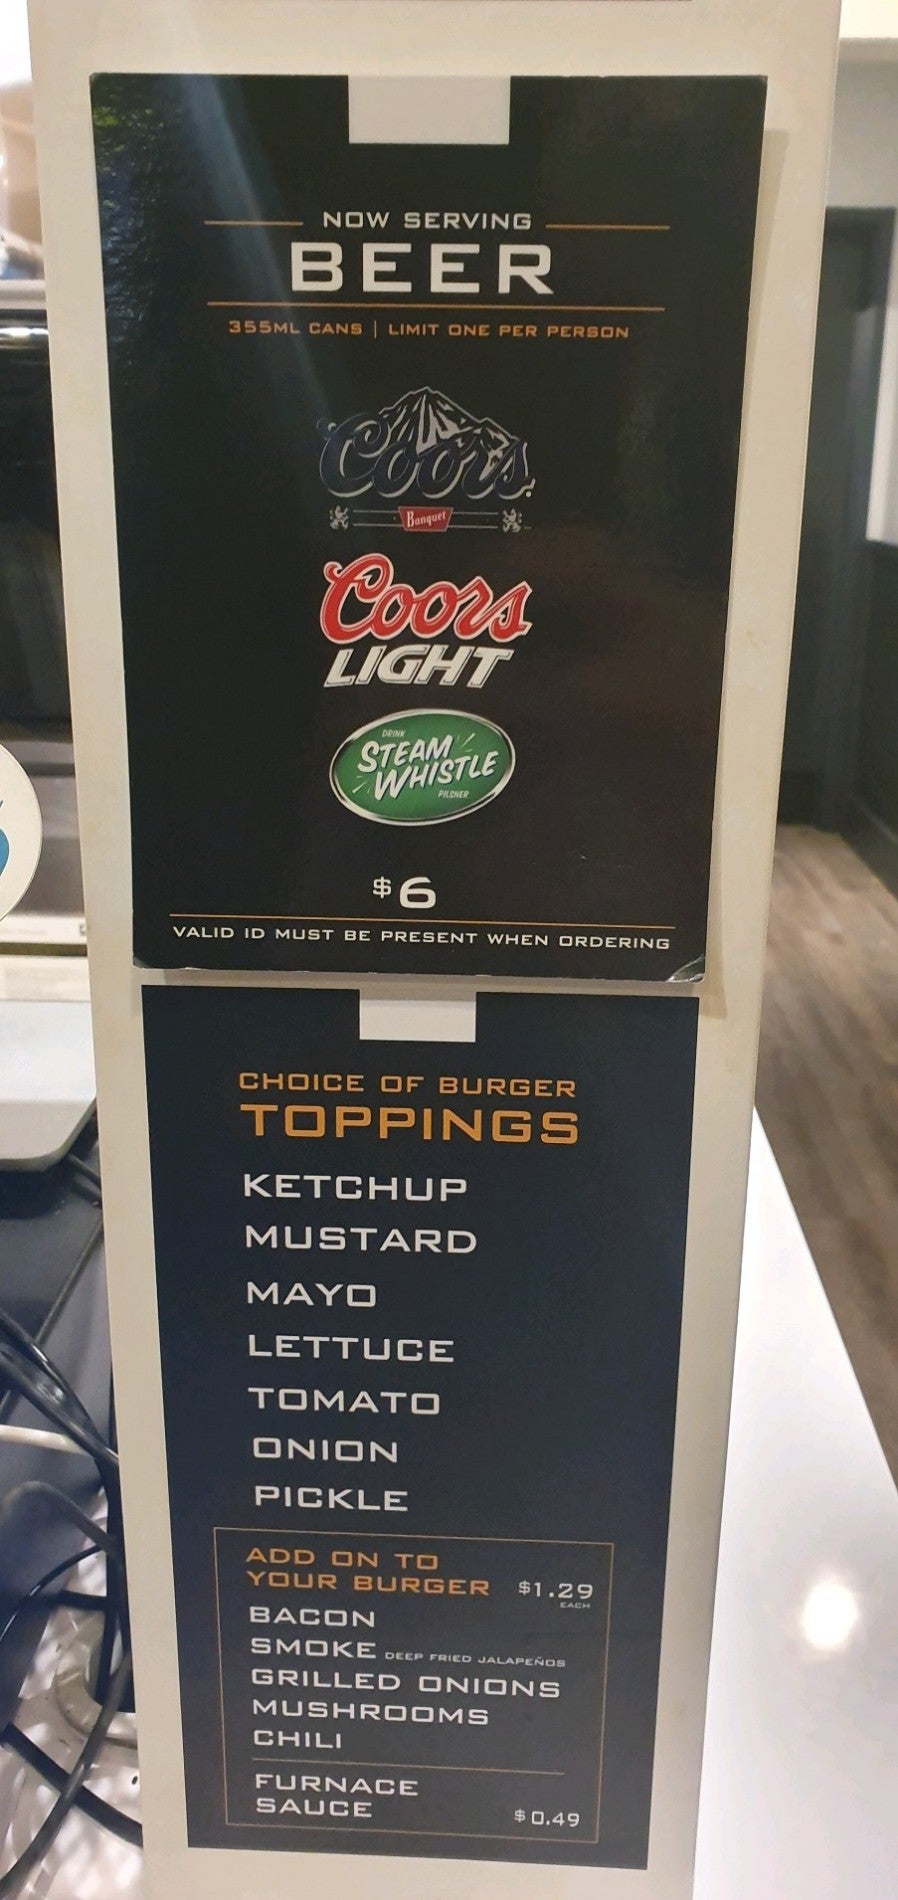 NOW SERVING
BEER
355ML CANS | LIMIT ONE PER PERSON
Coors
Banquet
Coors
LIGHT
DRINK
STEAM
WHISTLE
PILSNER
$6
VALID ID MUST BE PRESENT WHEN ORDERING
CHOICE OF BURGER
TOPPINGS
KETCHUP
MUSTARD
MAYO
LETTUCE
TOMATO
ONION
PICKLE
ADD ON TO
YOUR BURGER $1.29
EACH
BACON
SMOKE DEEP FRIED JALAPEÑOS
GRILLED ONIONS
MUSHROOMS
CHILI
FURNACE
SAUCE $0.49